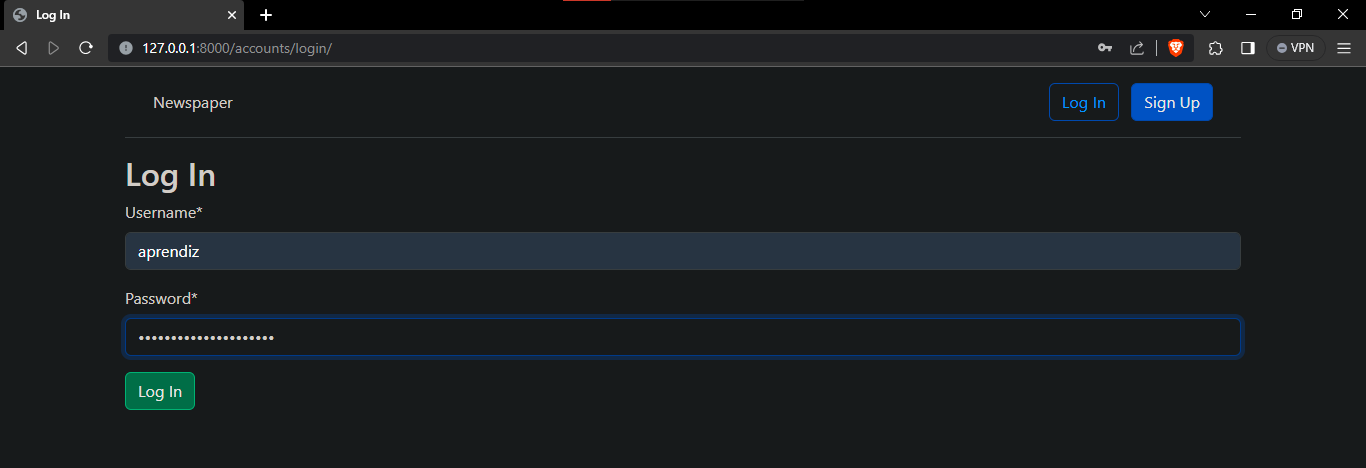 Log In
127.0.0.1:8000/accounts/login/
VPN
Newspaper
Log In
Sign Up
Log In
Username*
aprendiz
Password*
•••••••••••••••••••••
Log In